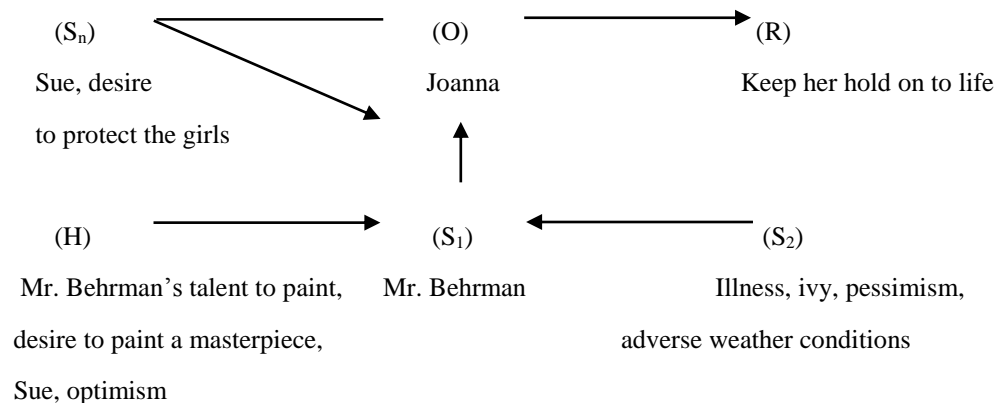 (Sn) (O) (R)
Sue, desire Joanna Keep her hold on to life
to protect the girls
(H) (S1) (S2)
Mr. Behrman's talent to paint, Mr. Behrman Illness, ivy, pessimism,
desire to paint a masterpiece, adverse weather conditions
Sue, optimism